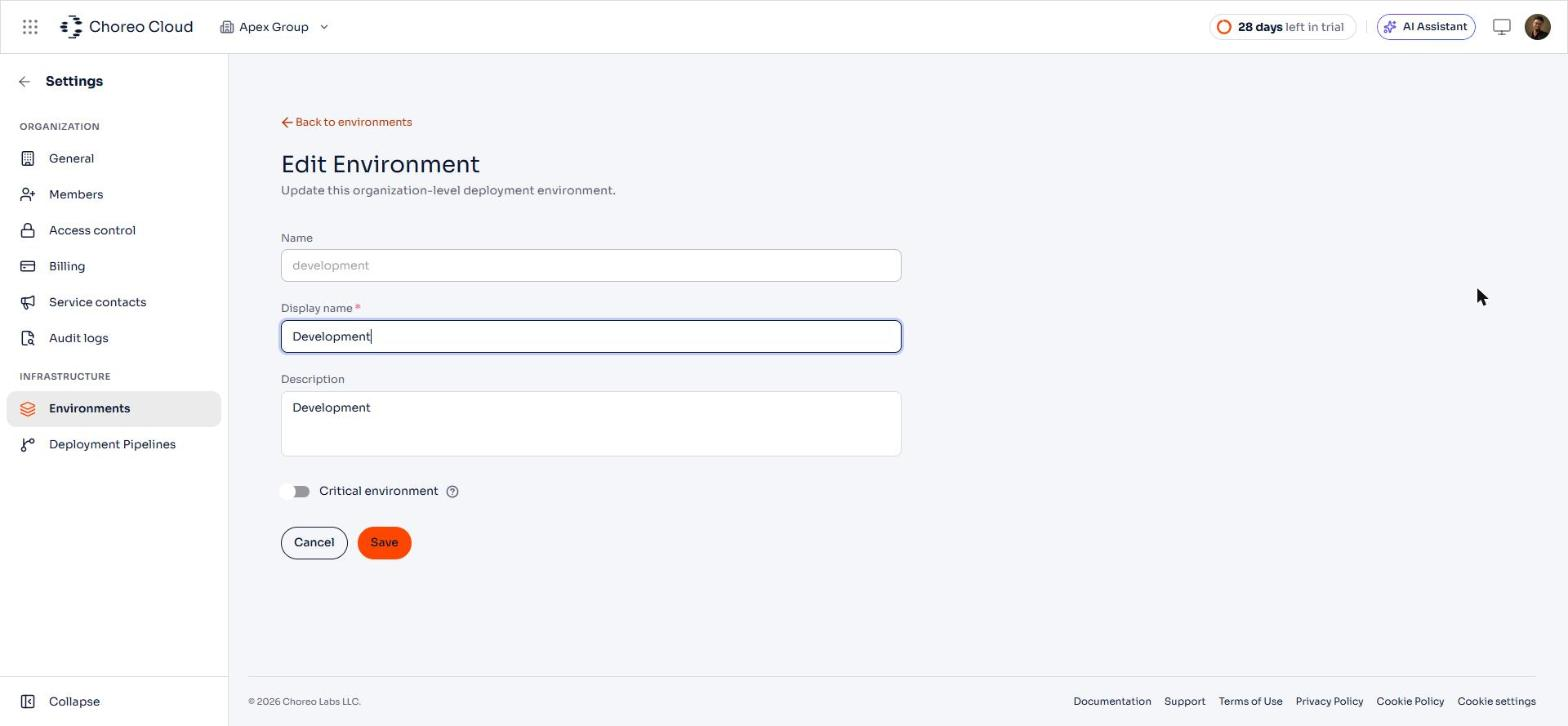 Choreo Cloud
Apex Group
28 days left in trial
AI Assistant
Settings
ORGANIZATION
General
Members
Access control
Billing
Service contacts
Audit logs
INFRASTRUCTURE
Environments
Deployment Pipelines
Collapse
Back to environments
Edit Environment
Update this organization-level deployment environment.
Name
development
Display name *
Development
Description
Development
Critical environment
Cancel
Save
© 2026 Choreo Labs LLC.
Documentation
Support
Terms of Use
Privacy Policy
Cookie Policy
Cookie settings